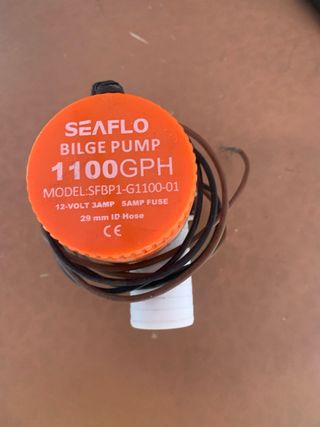 SEAFLO
BILGE PUMP
1100GPH
MODEL:SFBP1-G1100-01
12-VOLT 3AMP 5AMP FUSE
29 mm ID Hose
CE